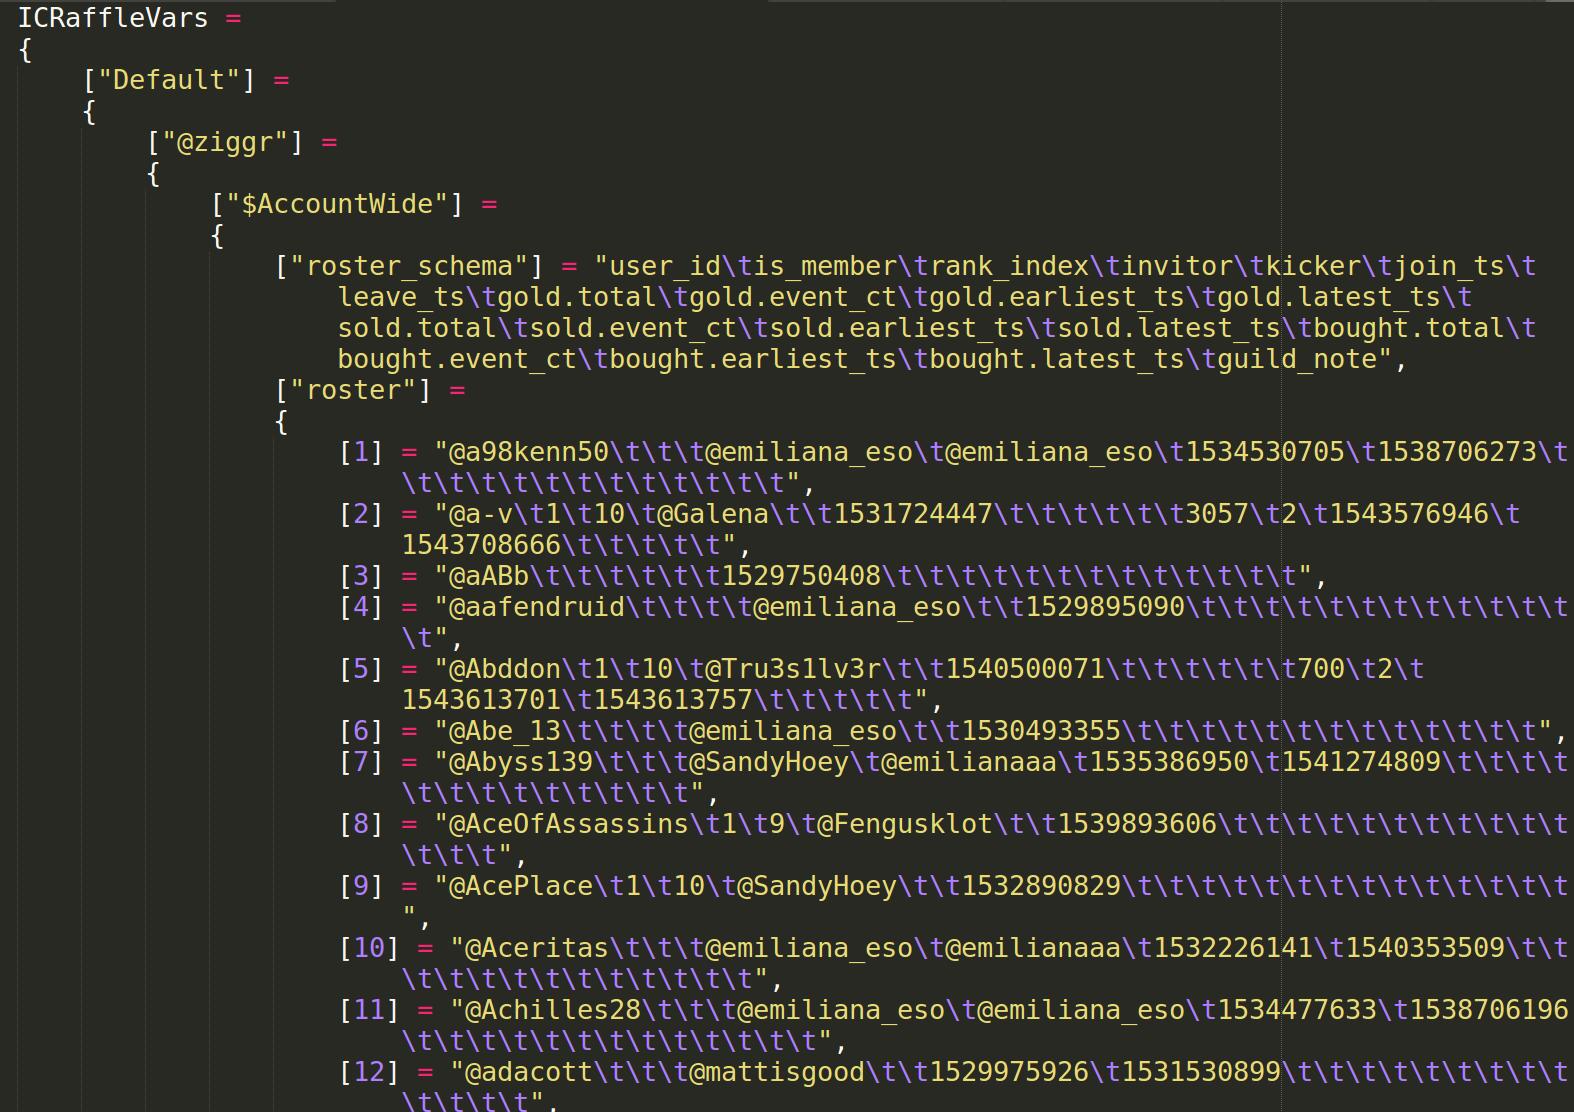 ICRaffleVars =
{
["Default"] =
{
["@ziggr"] =
{
["$AccountWide"] =
{
["roster_schema"] = "user_id\tis_member\trank_index\tinvitor\tkicker\tjoin_ts\t
leave_ts\tgold.total\tgold.event_ct\tgold.earliest_ts\tgold.latest_ts\t
sold.total\tsold.event_ct\tsold.earliest_ts\tsold.latest_ts\tbought.total\t
bought.event_ct\tbought.earliest_ts\tbought.latest_ts\tguild_note",
["roster"] =
{
[1] = "@a98kenn50\t\t\t@emiliana_eso\t@emiliana_eso\t1534530705\t1538706273\t
\t\t\t\t\t\t\t\t\t\t\t\t",
[2] = "@a-v\t1\t10\t@Galena\t\t1531724447\t\t\t\t\t\t3057\t2\t1543576946\t
1543708666\t\t\t\t\t",
[3] = "@aABb\t\t\t\t\t\t1529750408\t\t\t\t\t\t\t\t\t\t\t\t\t",
[4] = "@aafendruid\t\t\t\t@emiliana_eso\t\t1529895090\t\t\t\t\t\t\t\t\t\t\t\t
\t",
[5] = "@Abddon\t1\t10\t@Tru3s1lv3r\t\t1540500071\t\t\t\t\t\t700\t2\t
1543613701\t1543613757\t\t\t\t\t",
[6] = "@Abe_13\t\t\t\t@emiliana_eso\t\t1530493355\t\t\t\t\t\t\t\t\t\t\t\t\t",
[7] = "@Abyss139\t\t\t@SandyHoey\t@emilianaaa\t1535386950\t1541274809\t\t\t\t
\t\t\t\t\t\t\t\t\t",
[8] = "@AceOfAssassins\t1\t9\t@Fengusklot\t\t1539893606\t\t\t\t\t\t\t\t\t\t\t
\t\t\t",
[9] = "@AcePlace\t1\t10\t@SandyHoey\t\t1532890829\t\t\t\t\t\t\t\t\t\t\t\t\t\t
",
[10] = "@Aceritas\t\t\t@emiliana_eso\t@emilianaaa\t1532226141\t1540353509\t\t
\t\t\t\t\t\t\t\t\t\t\t",
[11] = "@Achilles28\t\t\t@emiliana_eso\t@emiliana_eso\t1534477633\t1538706196
\t\t\t\t\t\t\t\t\t\t\t\t\t",
[12] = "@adacott\t\t\t@mattisgood\t\t1529975926\t1531530899\t\t\t\t\t\t\t\t\t
\t\t\t\t",